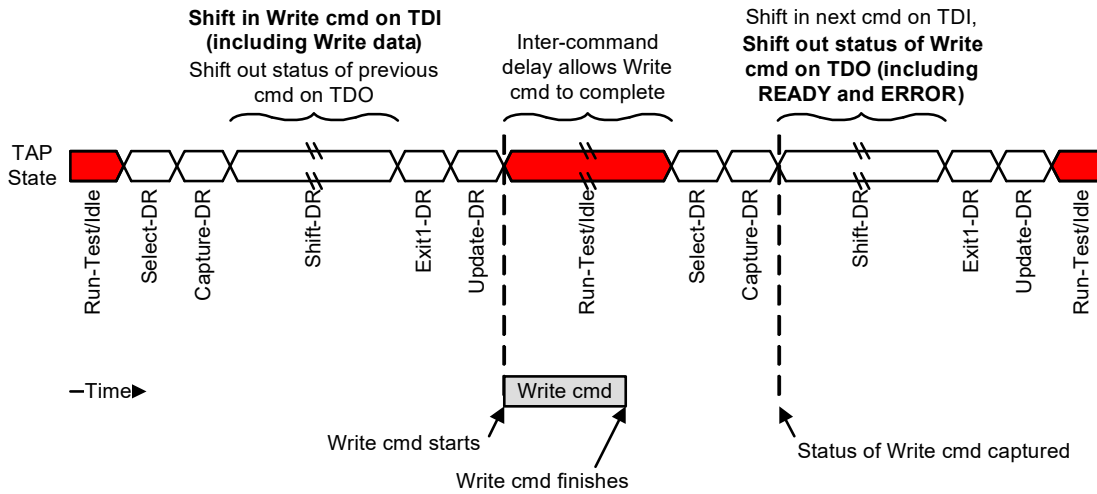 Shift in Write cmd on TDI
(including Write data)
Shift out status of previous
cmd on TDO
Inter-command
delay allows Write
cmd to complete
Shift in next cmd on TDI,
Shift out status of Write
cmd on TDO (including
READY and ERROR)
TAP
State
Run-Test/Idle
Select-DR
Capture-DR
Shift-DR
Exit1-DR
Update-DR
Run-Test/Idle
Select-DR
Capture-DR
Shift-DR
Exit1-DR
Update-DR
Run-Test/Idle
Time
Write cmd
Write cmd starts
Write cmd finishes
Status of Write cmd captured